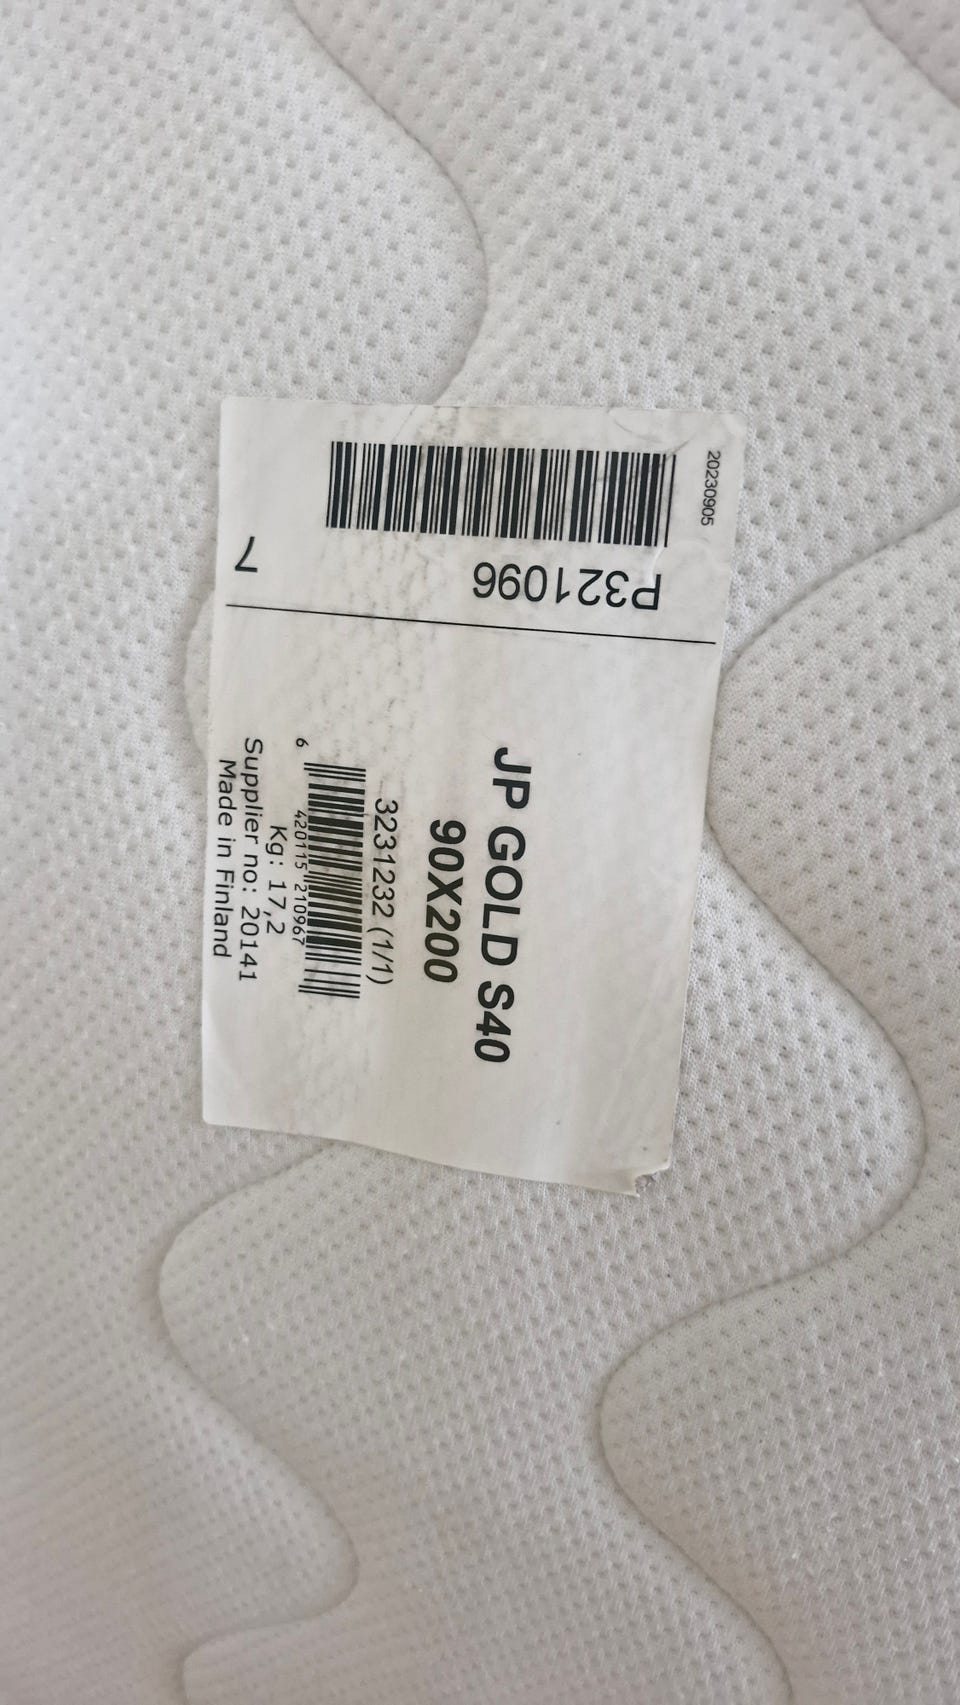 20230905
P321096
7
JP GOLD S40
90X200
3231232 (1/1)
6 420115 210967
Kg: 17,2
Supplier no: 20141
Made in Finland